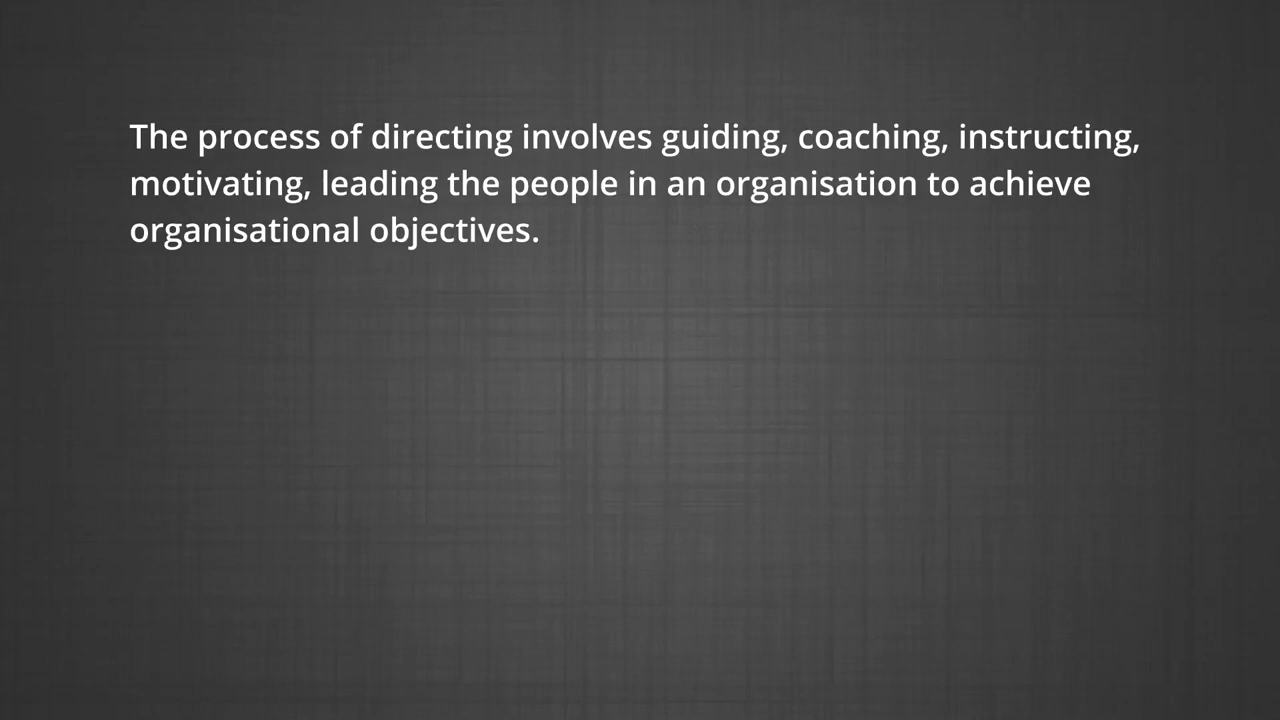 The process of directing involves guiding, coaching, instructing,
motivating, leading the people in an organisation to achieve
organisational objectives.